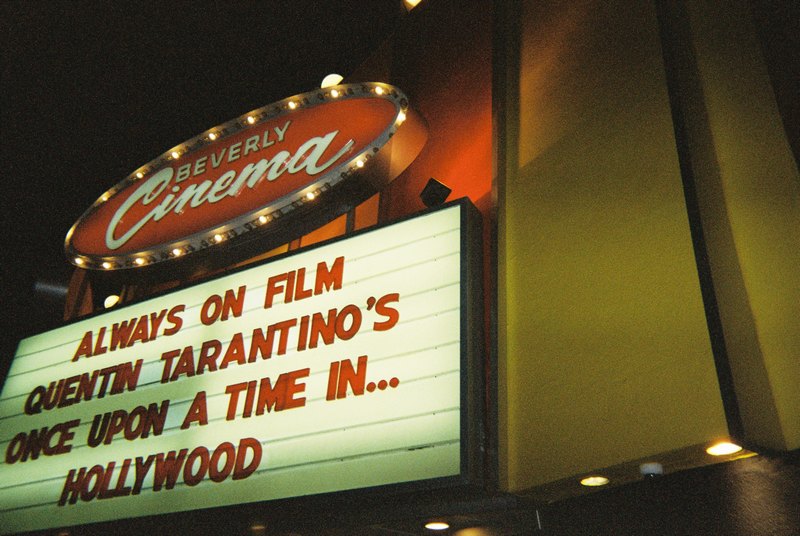 BEVERLY
Cinema
ALWAYS ON FILM
QUENTIN TARANTINO'S
ONCE UPON A TIME IN...
HOLLYWOOD